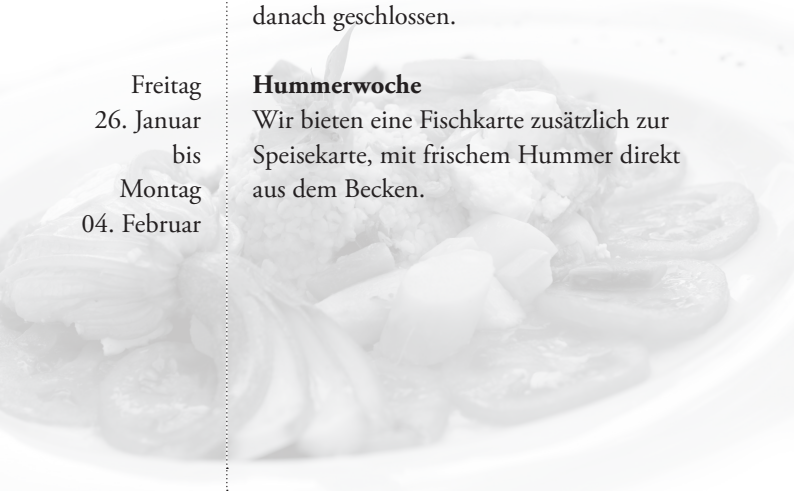 danach geschlossen.
Freitag
26. Januar
bis
Montag
04. Februar
Hummerwoche
Wir bieten eine Fischkarte zusätzlich zur
Speisekarte, mit frischem Hummer direkt
aus dem Becken.